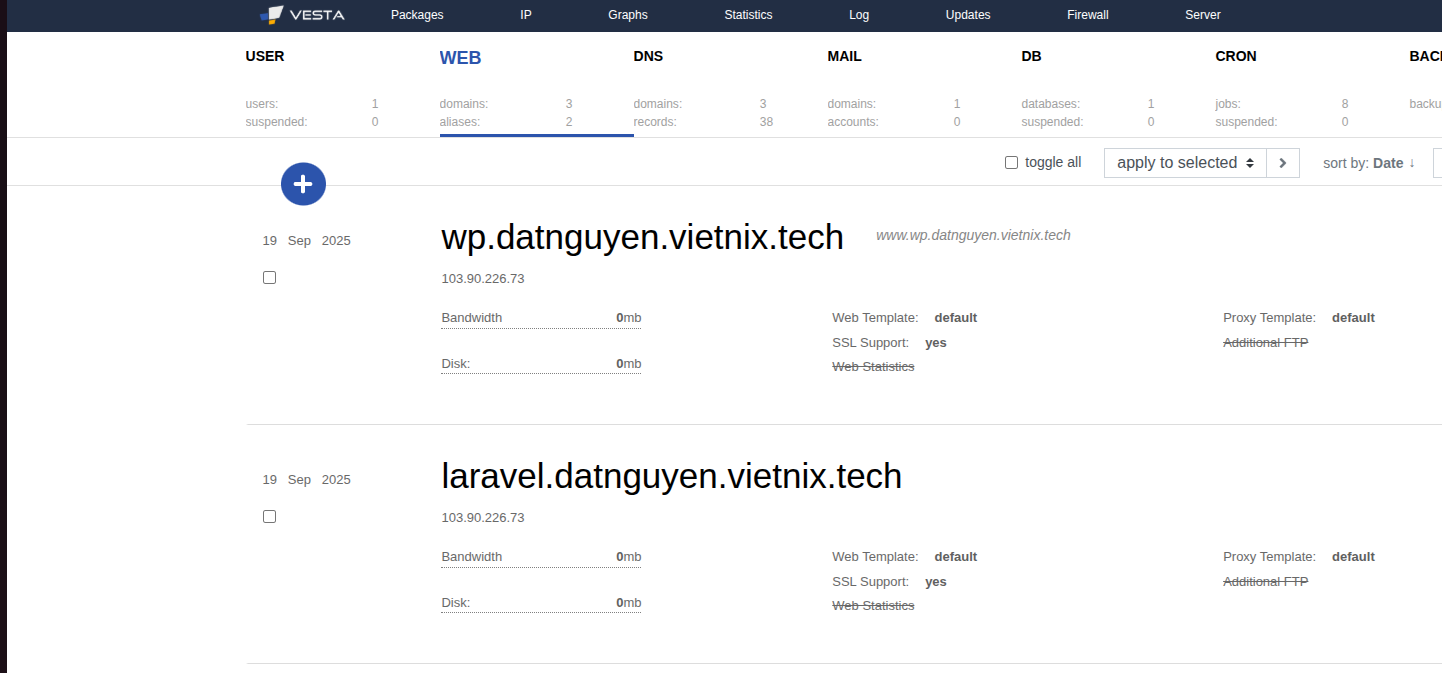 VESTA Packages IP Graphs Statistics Log Updates Firewall Server
USER WEB DNS MAIL DB CRON
users: 1 domains: 3 domains: 3 domains: 1 databases: 1 jobs: 8
suspended: 0 aliases: 2 records: 38 accounts: 0 suspended: 0 suspended: 0
toggle all apply to selected sort by: Date ↓
19 Sep 2025 wp.datnguyen.vietnix.tech www.wp.datnguyen.vietnix.tech
103.90.226.73
Bandwidth 0mb Web Template: default Proxy Template: default
SSL Support: yes Additional FTP
Disk: 0mb Web Statistics
19 Sep 2025 laravel.datnguyen.vietnix.tech
103.90.226.73
Bandwidth 0mb Web Template: default Proxy Template: default
SSL Support: yes Additional FTP
Disk: 0mb Web Statistics